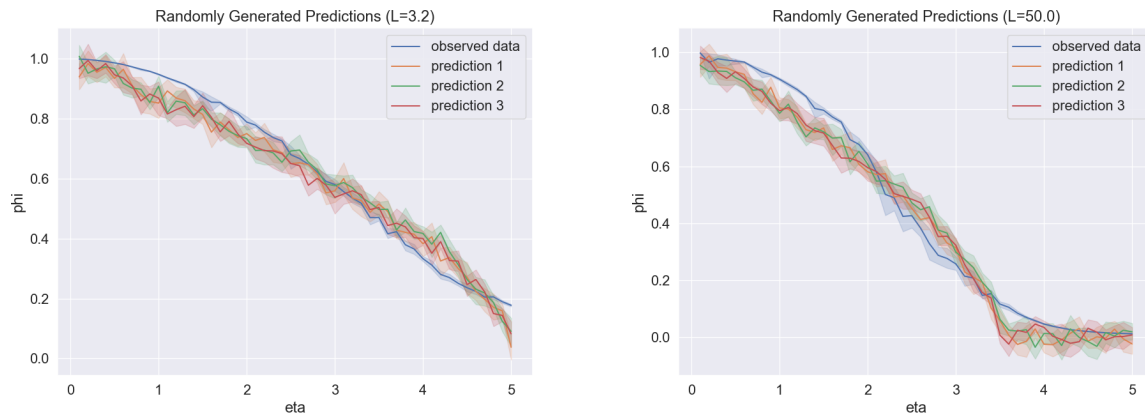 Randomly Generated Predictions (L=3.2)
observed data
prediction 1
prediction 2
prediction 3
1.0
0.8
0.6
0.4
0.2
0.0
phi
0 1 2 3 4 5
eta
Randomly Generated Predictions (L=50.0)
observed data
prediction 1
prediction 2
prediction 3
1.0
0.8
0.6
0.4
0.2
0.0
phi
0 1 2 3 4 5
eta